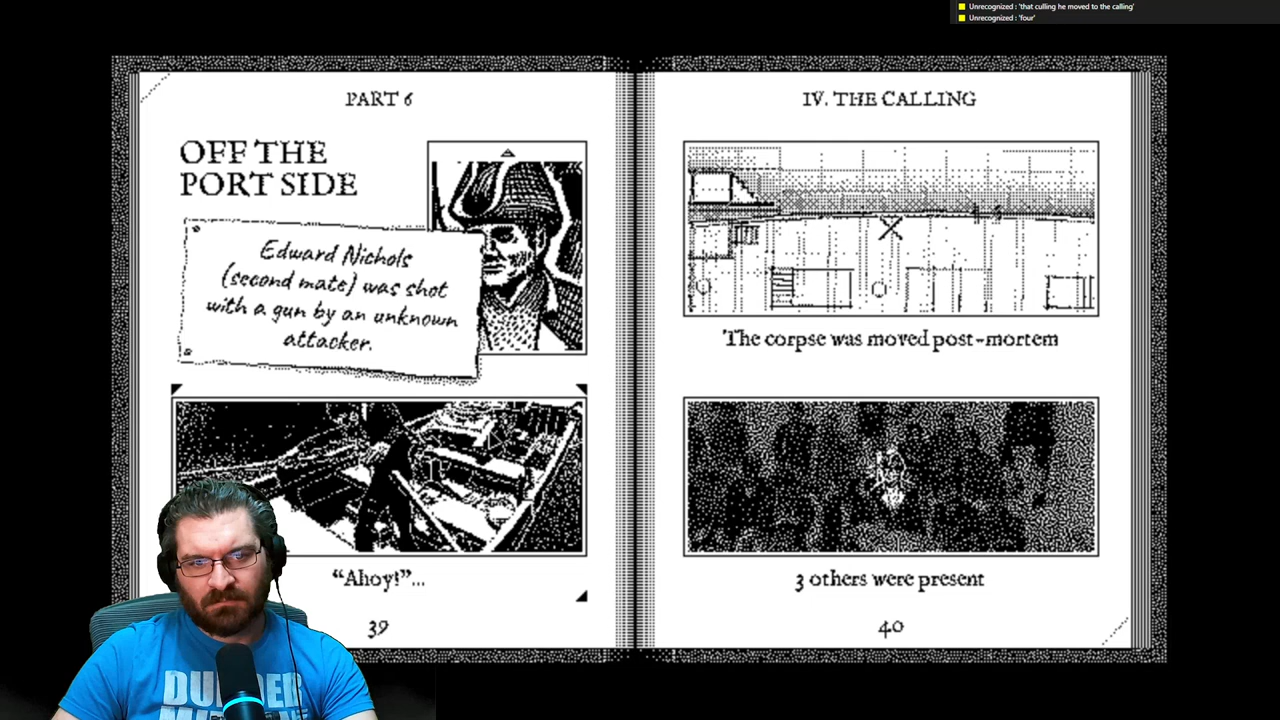 Unrecognized : 'that culling he moved to the calling'
Unrecognized : 'four'
PART 6
OFF THE
PORT SIDE
Edward Nichols
(second mate) was shot
with a gun by an unknown
attacker.
"Ahoy!"...
39
IV. THE CALLING
The corpse was moved post-mortem
3 others were present
40